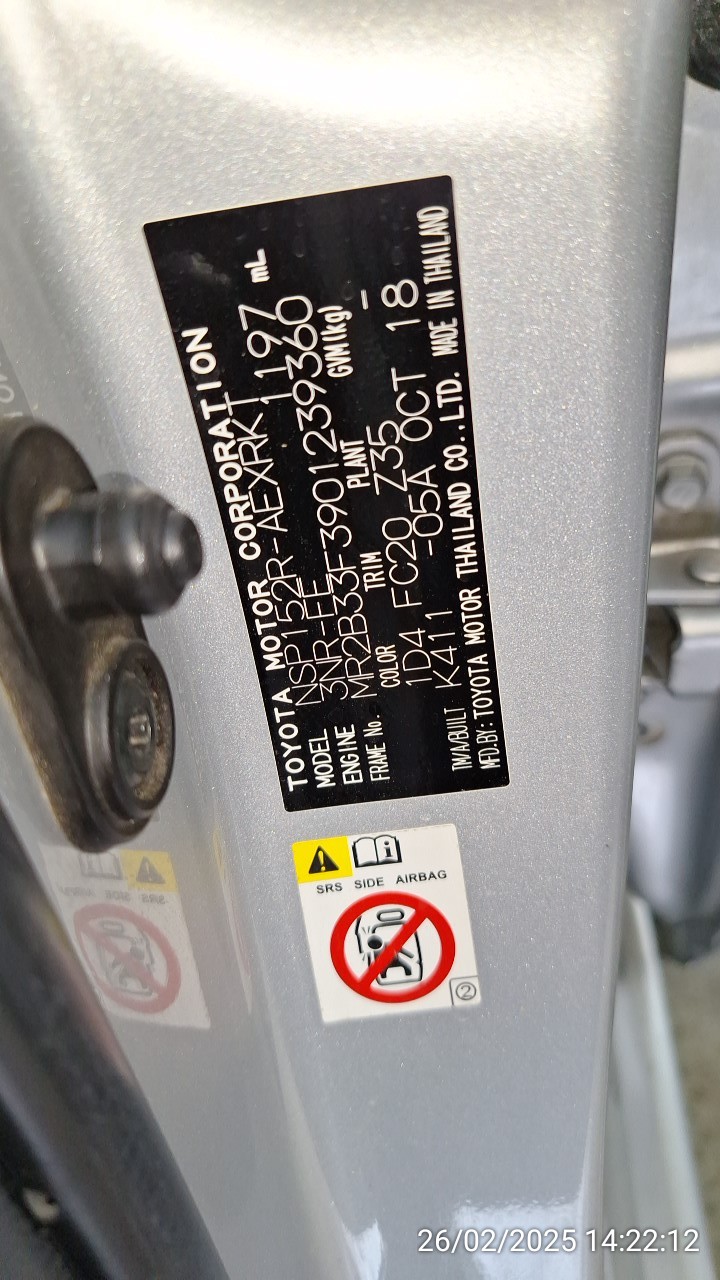 TOYOTA MOTOR CORPORATION
MODEL NSP152R-AEXRKT 1197 mL
ENGINE 3NR-FE
FRAME No. MR2B33F3901239360
COLOR TRIM PLANT GVM(kg)
1D4 FC20 Z35 —
TM/A/BUILT K411 -05A OCT 18
MFD.BY: TOYOTA MOTOR THAILAND CO.,LTD. MADE IN THAILAND
SRS SIDE AIRBAG
②
26/02/2025 14:22:12